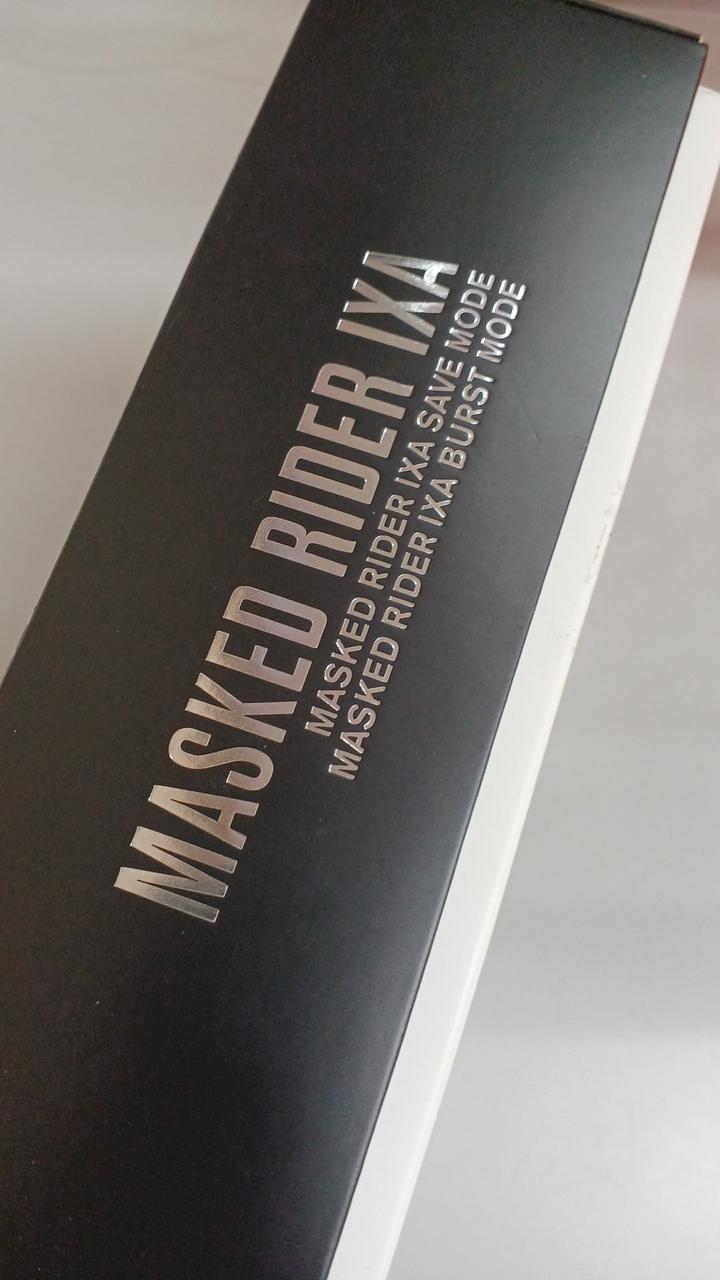 MASKED RIDER IXA
MASKED RIDER IXA SAVE MODE
MASKED RIDER IXA BURST MODE